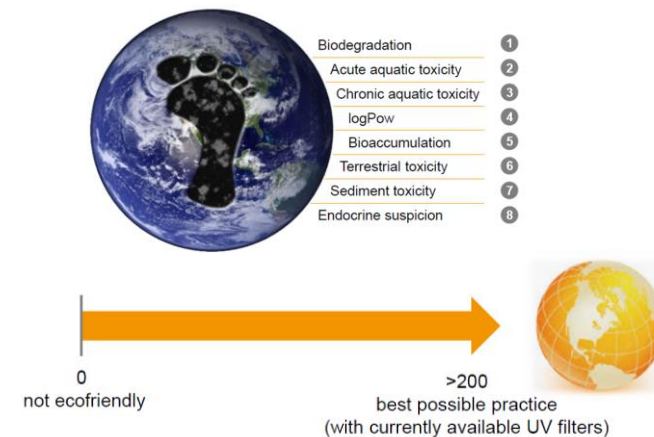 Biodegradation 1
Acute aquatic toxicity 2
Chronic aquatic toxicity 3
logPow 4
Bioaccumulation 5
Terrestrial toxicity 6
Sediment toxicity 7
Endocrine suspicion 8
0
not ecofriendly
>200
best possible practice
(with currently available UV filters)